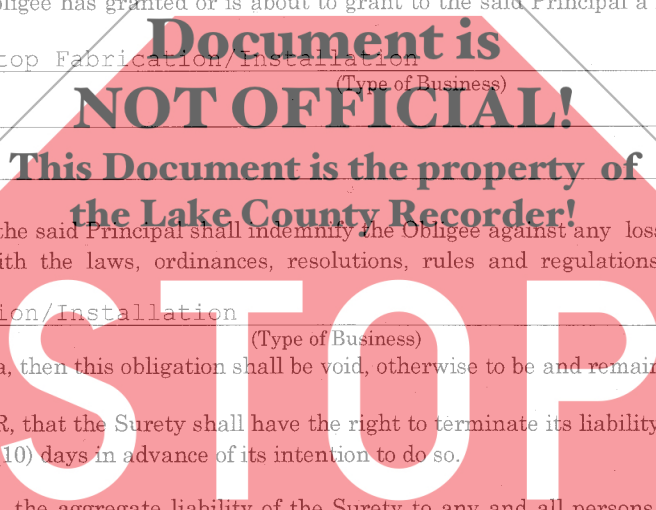 ligee has granted or is about to grant to the said Principal a
Document is
top Fabrication/Installation
(Type of Business)
NOT OFFICIAL!
This Document is the property of
the Lake County Recorder!
the said Principal shall indemnify the Obligee against any
with the laws, ordinances, resolutions, rules and regulations
ion/Installation
(Type of Business)
STOP
a, then this obligation shall be void, otherwise to be and remain
R, that the Surety shall have the right to terminate its liability
(10) days in advance of its intention to do so.
the aggregate liability of the Surety to any and all persons